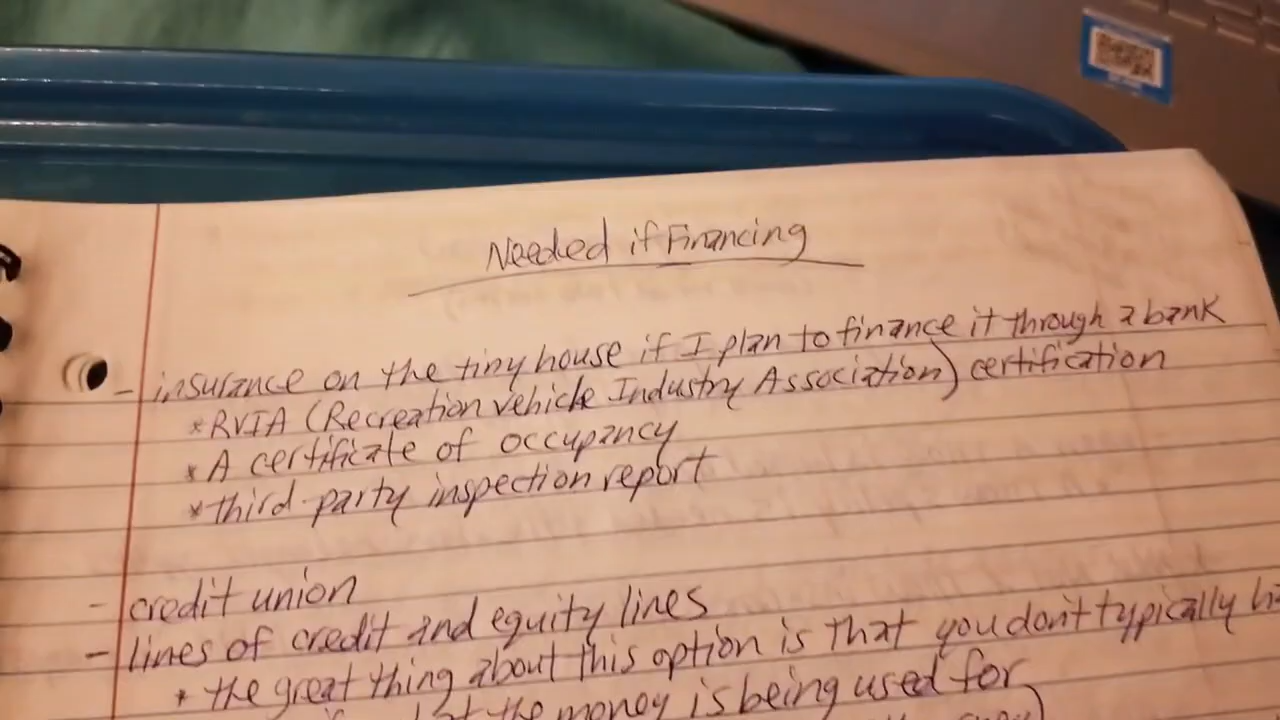 Needed if Financing
- insurance on the tiny house if I plan to finance it through a bank
*RVIA (Recreation vehicle Industry Association) certification
* A certificate of occupancy
*third-party inspection report
- credit union
- lines of credit and equity lines
* the great thing about this option is that you don't typically
the money is being used for